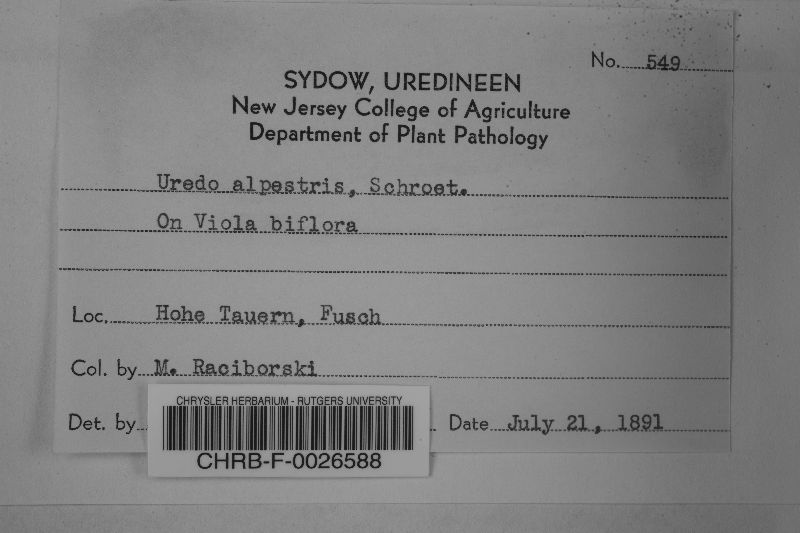 No. 549
SYDOW, UREDINEEN
New Jersey College of Agriculture
Department of Plant Pathology
Uredo alpestris, Schroet.
On Viola biflora
Loc. Hohe Tauern, Fusch
Col. by M. Raciborski
Det. by Date July 21, 1891
CHRYSLER HERBARIUM - RUTGERS UNIVERSITY
CHRB-F-0026588